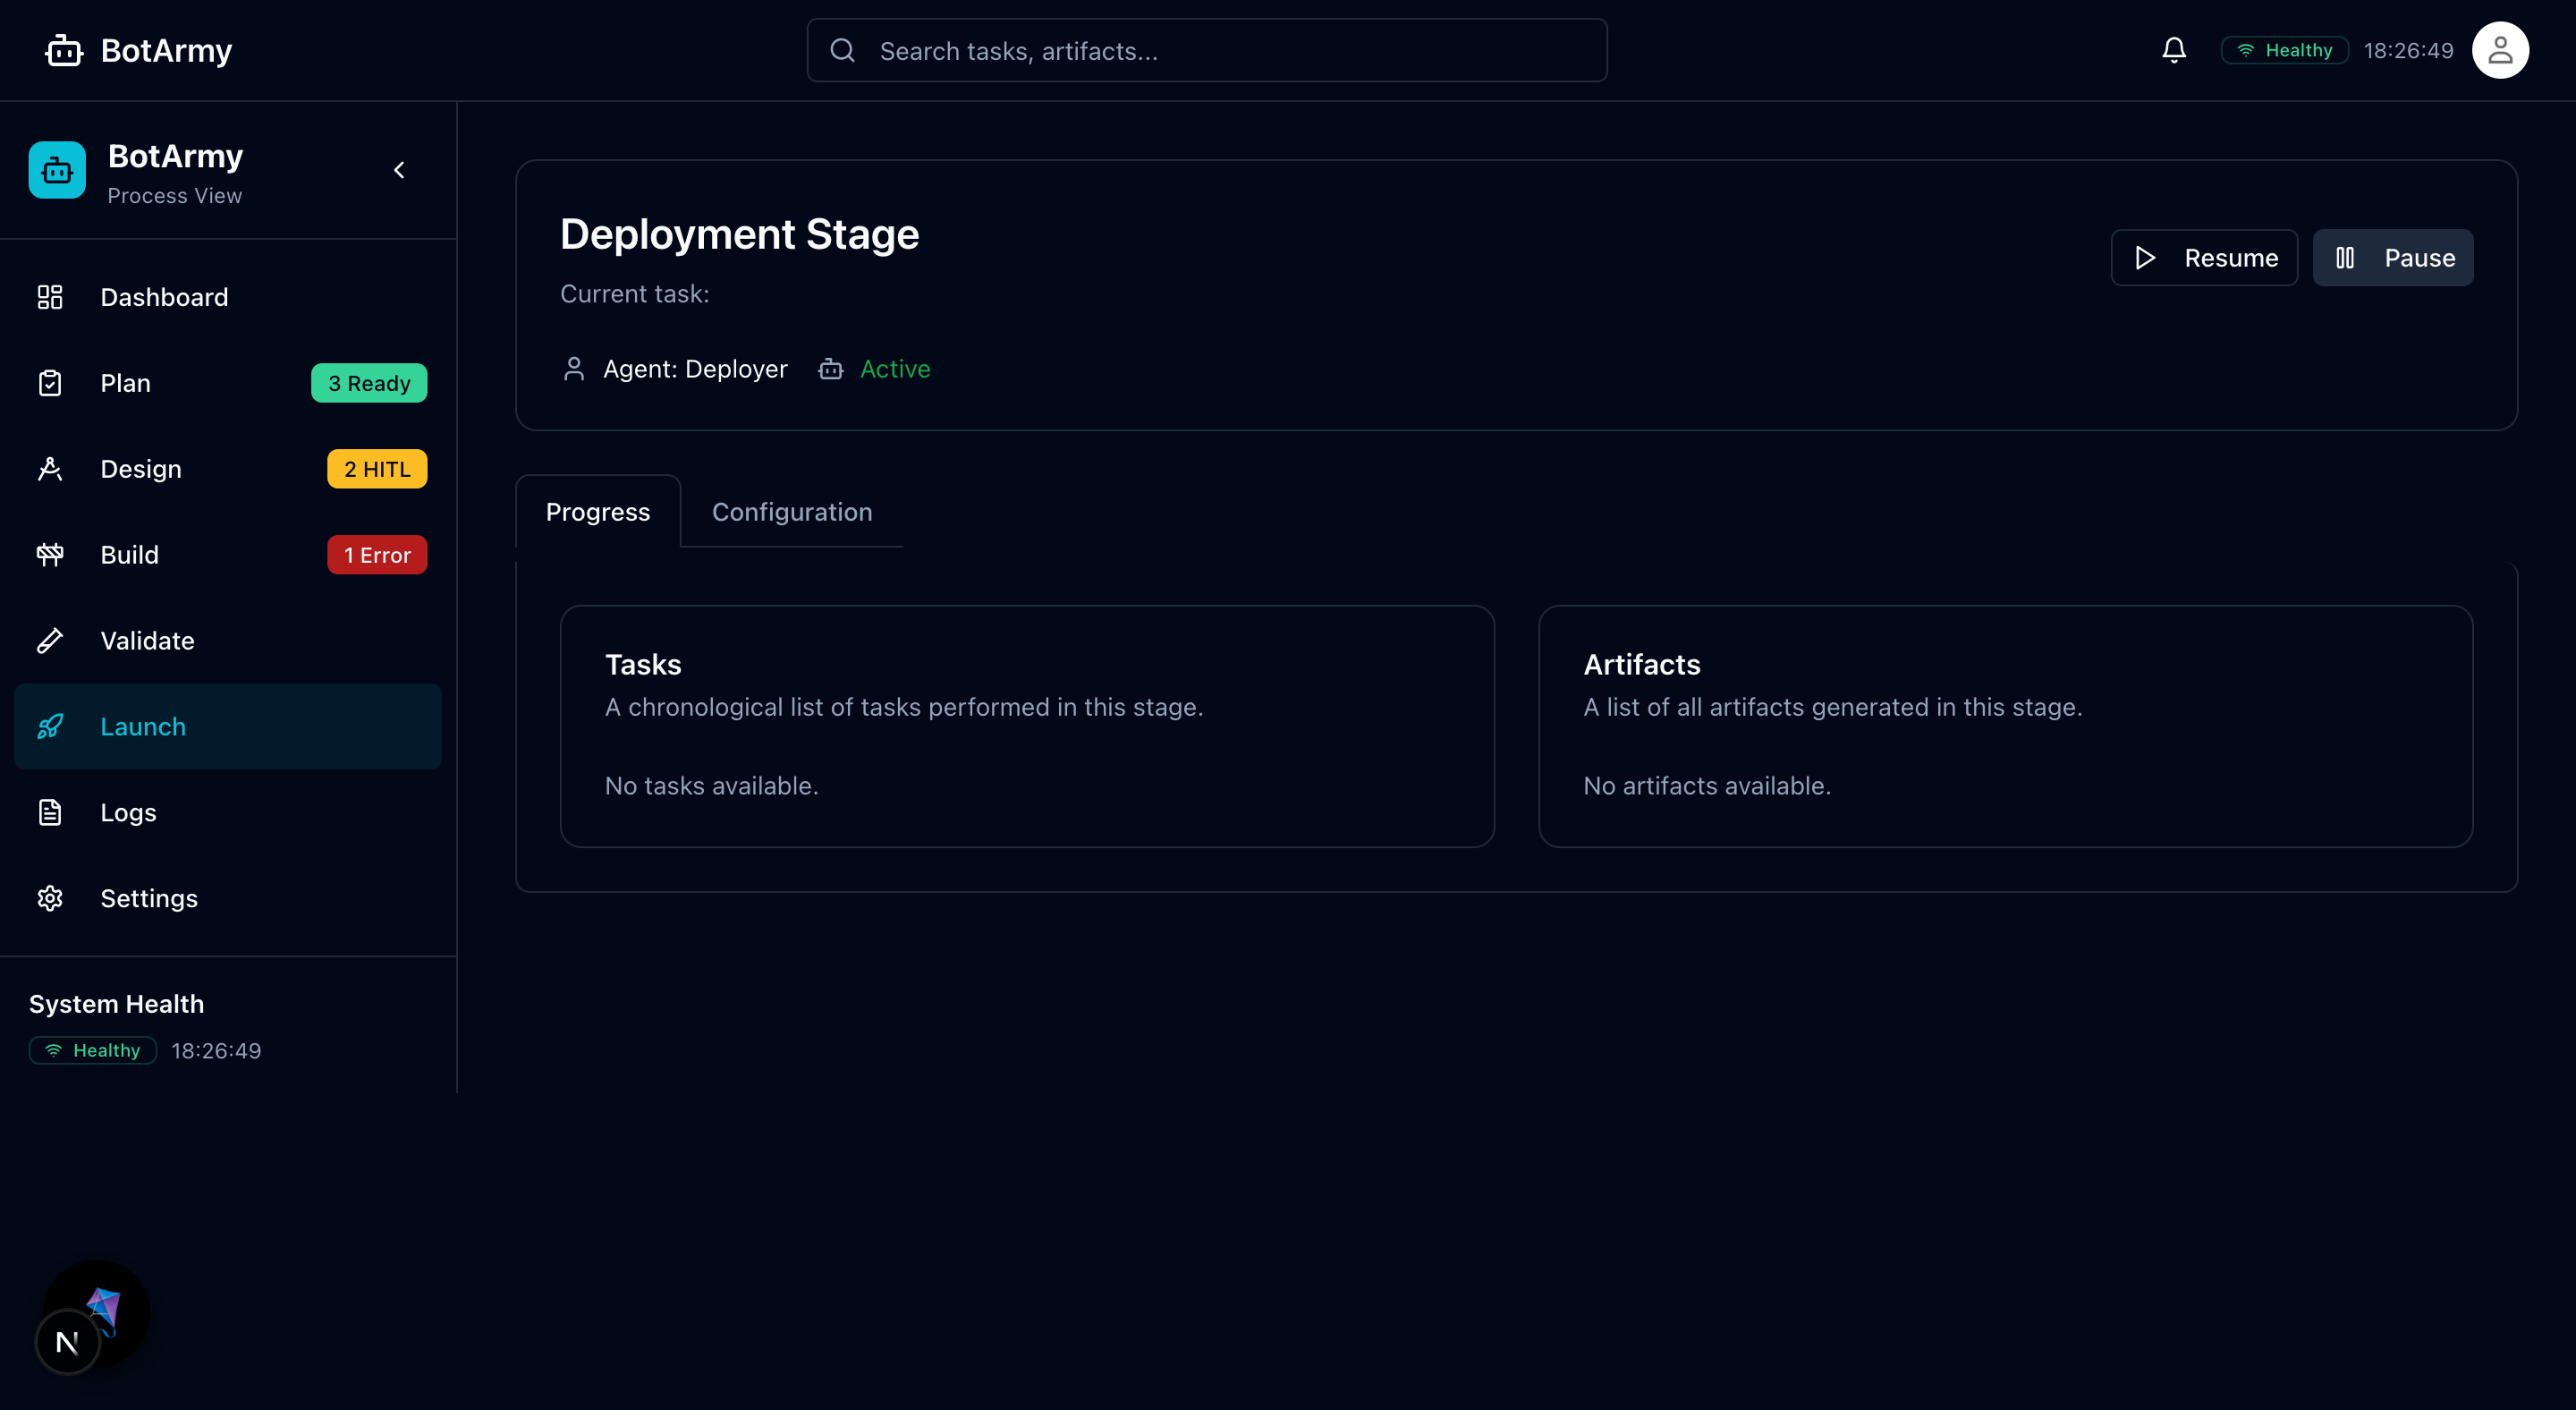 BotArmy
Search tasks, artifacts...
Healthy 18:26:49
BotArmy
Process View
Dashboard
Plan 3 Ready
Design 2 HITL
Build 1 Error
Validate
Launch
Logs
Settings
System Health
Healthy 18:26:49
Deployment Stage
Current task:
Agent: Deployer Active
Resume Pause
Progress Configuration
Tasks
A chronological list of tasks performed in this stage.
No tasks available.
Artifacts
A list of all artifacts generated in this stage.
No artifacts available.
N